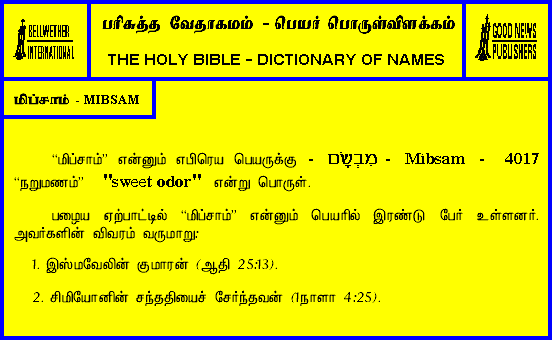 BELLWETHER
INTERNATIONAL
பரிசுத்த வேதாகமம் - பெயர் பொருள்விளக்கம்
THE HOLY BIBLE - DICTIONARY OF NAMES
GOOD NEWS
PUBLISHERS
மிப்சாம் - MIBSAM
“மிப்சாம்” என்னும் எபிரெய பெயருக்கு - מִבְשָׂם - Mibsam - 4017
“நறுமணம்” "sweet odor" என்று பொருள்.
பழைய ஏற்பாட்டில் “மிப்சாம்” என்னும் பெயரில் இரண்டு பேர் உள்ளனர்.
அவர்களின் விவரம் வருமாறு:
1. இஸ்மவேலின் குமாரன் (ஆதி 25:13).
2. சிமியோனின் சந்ததியைச் சேர்ந்தவன் (1நாளா 4:25).